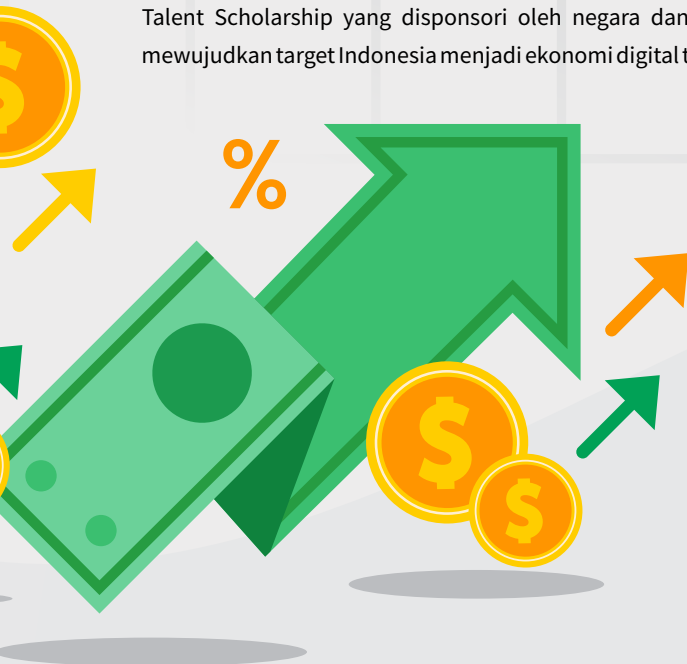 Talent Scholarship yang disponsori oleh negara dan
mewujudkan target Indonesia menjadi ekonomi digital
%
$
$
$